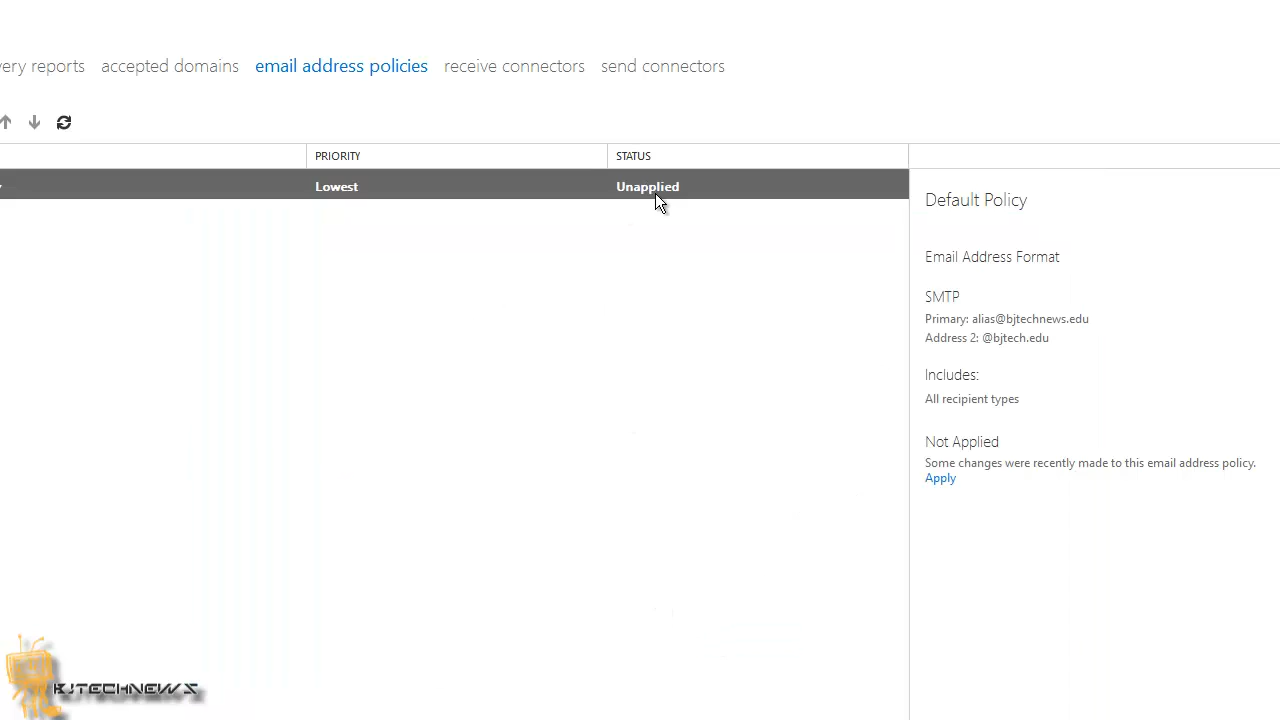 very reports accepted domains email address policies receive connectors send connectors
PRIORITY STATUS
Lowest Unapplied
Default Policy
Email Address Format
SMTP
Primary: alias@bjtechnews.edu
Address 2: @bjtech.edu
Includes:
All recipient types
Not Applied
Some changes were recently made to this email address policy.
Apply
BJTECHNEWS